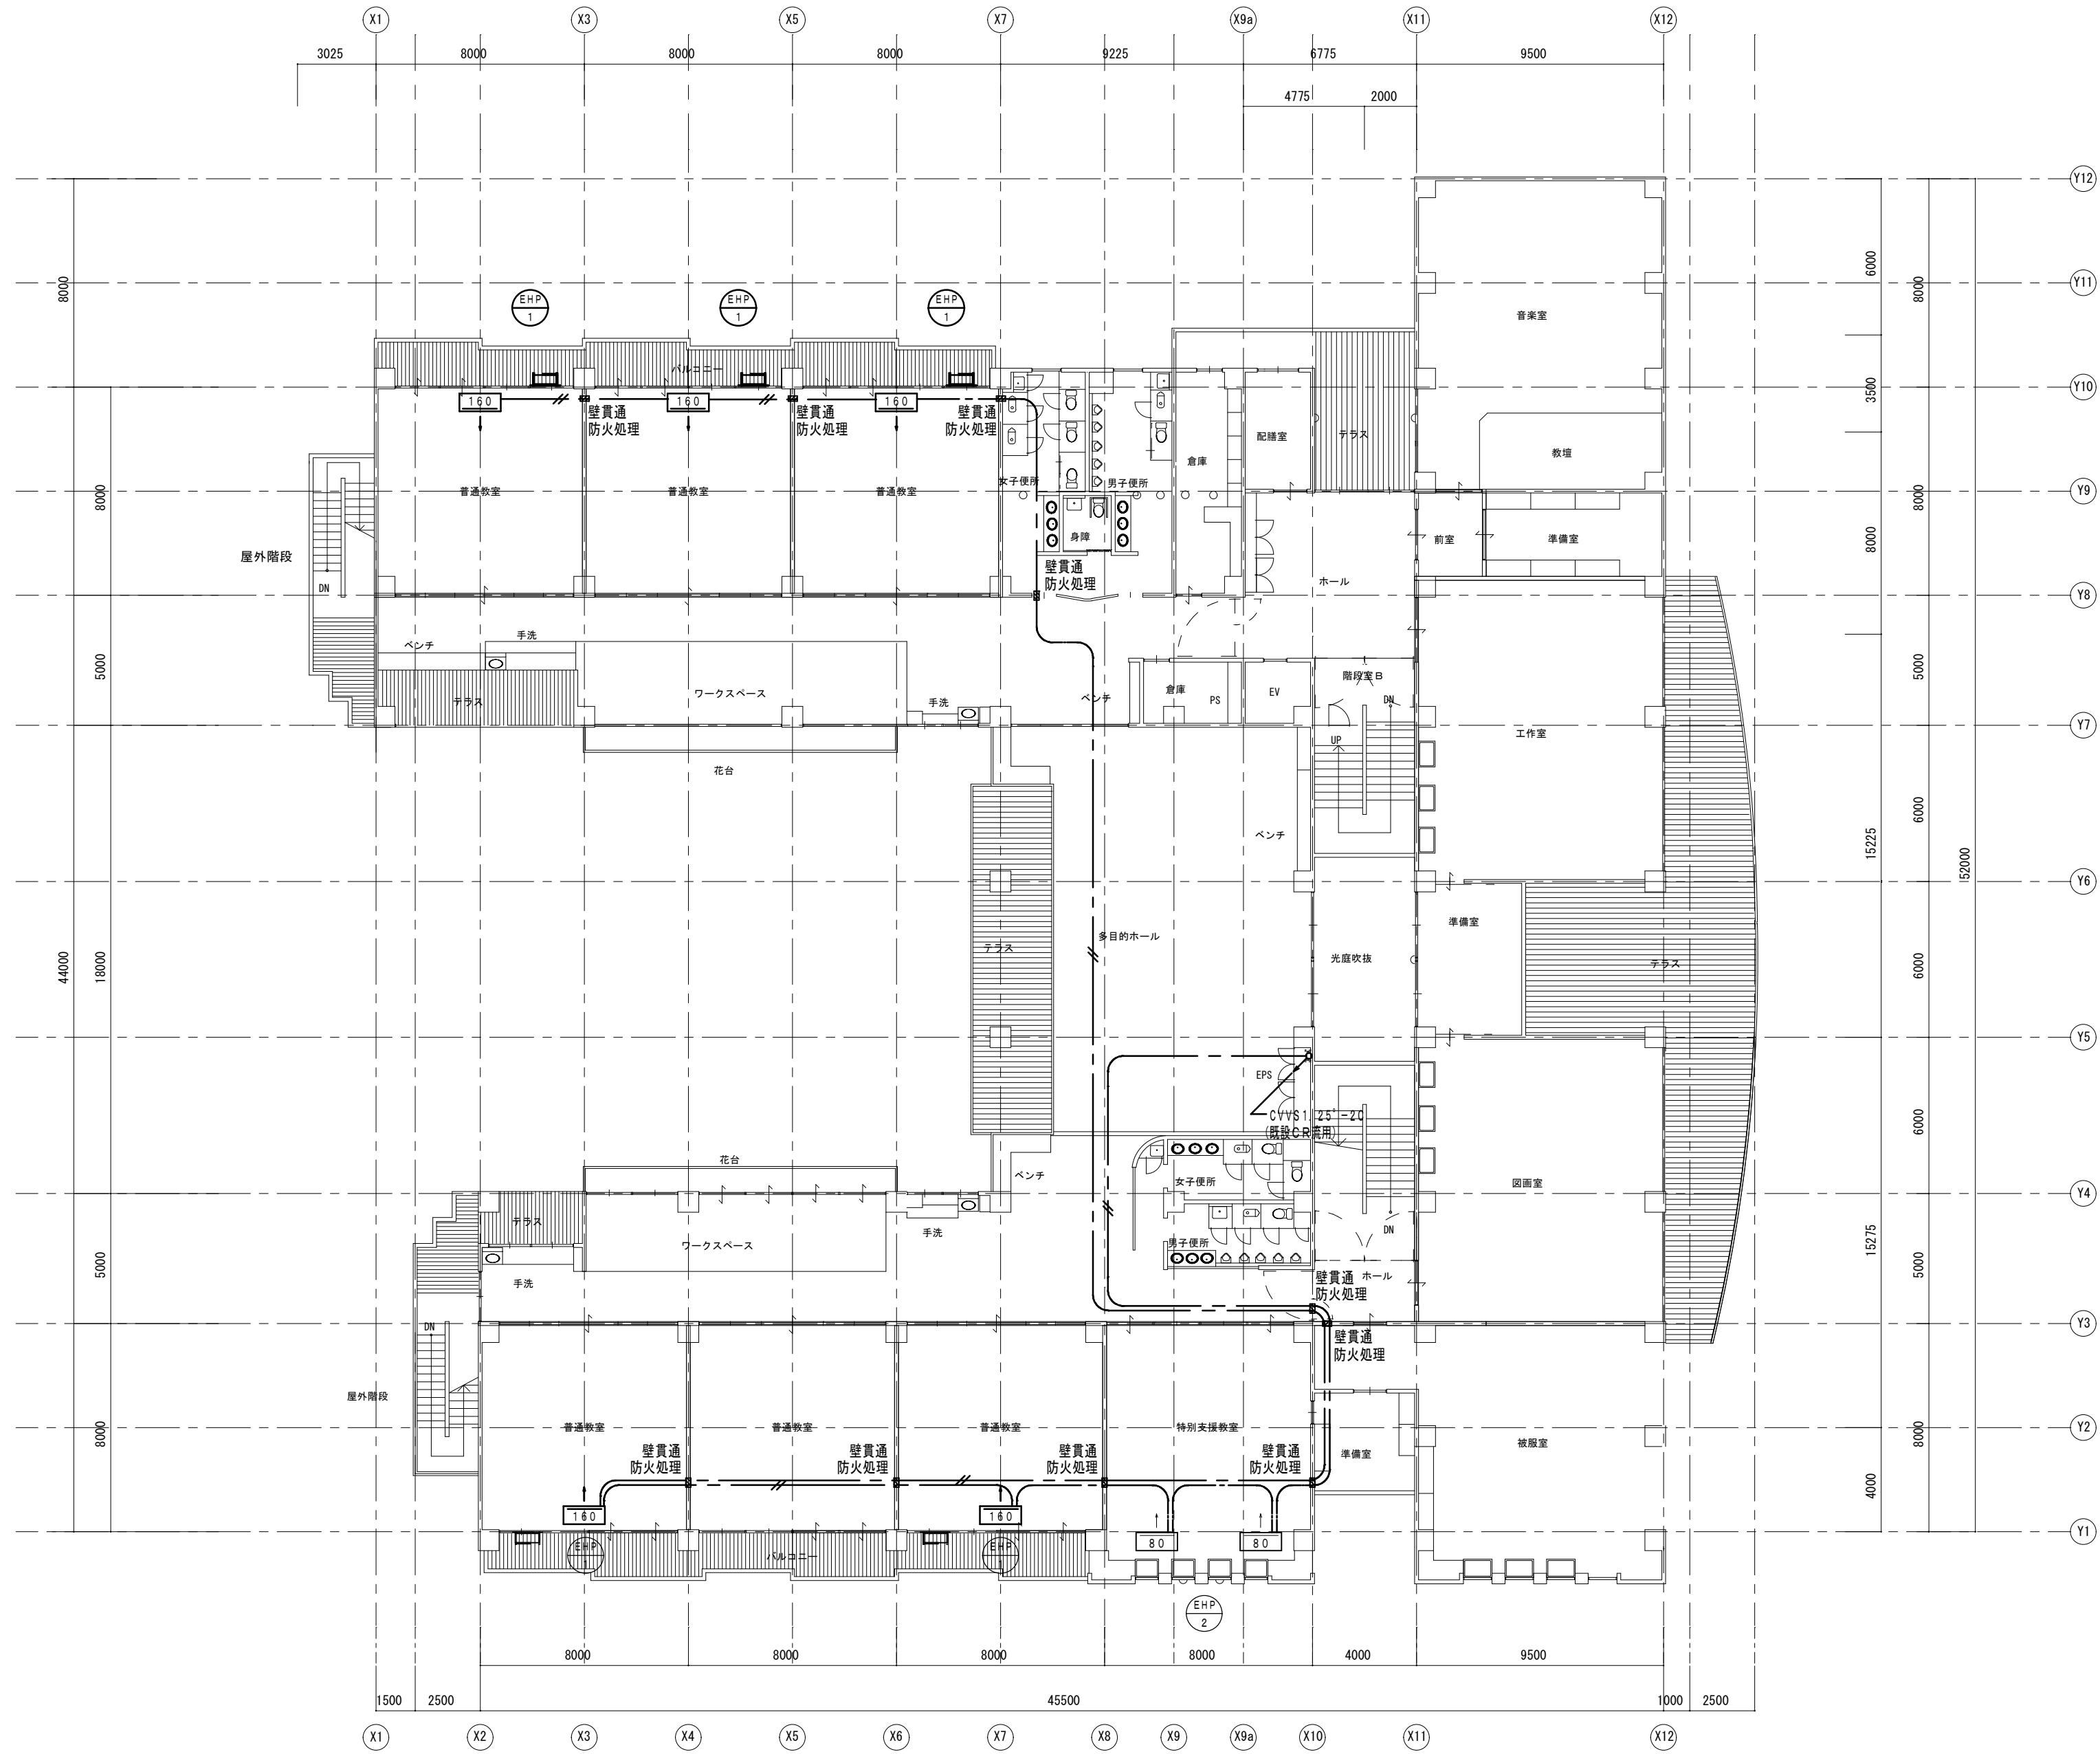 X1 X3 X5 X7 X9a X11 X12
3025 8000 8000 8000 9225 6775 9500
4775 2000
Y12
8000 6000 8000
Y11
EHP 1 EHP 1 EHP 1
音楽室
バルコニー
Y10
160 160 160
3500
壁貫通 壁貫通 壁貫通
防火処理 防火処理 防火処理
配膳室 テラス
教壇
倉庫
女子便所 男子便所
普通教室 普通教室 普通教室
Y9
8000 8000
身障
前室 準備室
8000
屋外階段
壁貫通
防火処理
ホール
DN
Y8
手洗
ベンチ
5000 5000
階段室B
倉庫 PS EV
ワークスペース
テラス 手洗 ベンチ DN
Y7
工作室
UP
花台
6000
ベンチ
15225
52000
Y6
準備室
多目的ホール
テラス 光庭吹抜 テラス
44000 18000 6000
Y5
EPS
CVVS1.25°-2C
(既設CR流用)
6000
花台
ベンチ
女子便所 図画室
Y4
テラス 手洗 DN
ワークスペース 男子便所
15275
5000 5000
手洗
壁貫通 ホール
防火処理
DN
Y3
壁貫通
防火処理
屋外階段
普通教室 普通教室 普通教室 特別支援教室
Y2
8000 8000
被服室
準備室
壁貫通 壁貫通 壁貫通 壁貫通
防火処理 防火処理 防火処理 防火処理
4000
160 160
Y1
80 80
EHP 1 バルコニー EHP 1
EHP 2
8000 8000 8000 8000 4000 9500
1500 2500 45500 1000 2500
X1 X2 X3 X4 X5 X6 X7 X8 X9 X9a X10 X11 X12